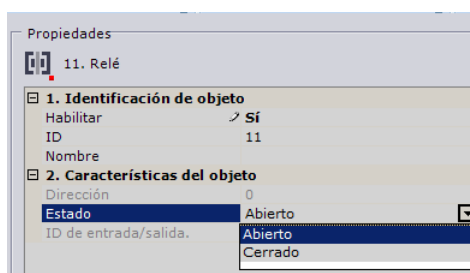 Propiedades
11. Relé
1. Identificación de objeto
Habilitar Sí
ID 11
Nombre
2. Características del objeto
Dirección 0
Estado Abierto
ID de entrada/salida. Abierto
Cerrado